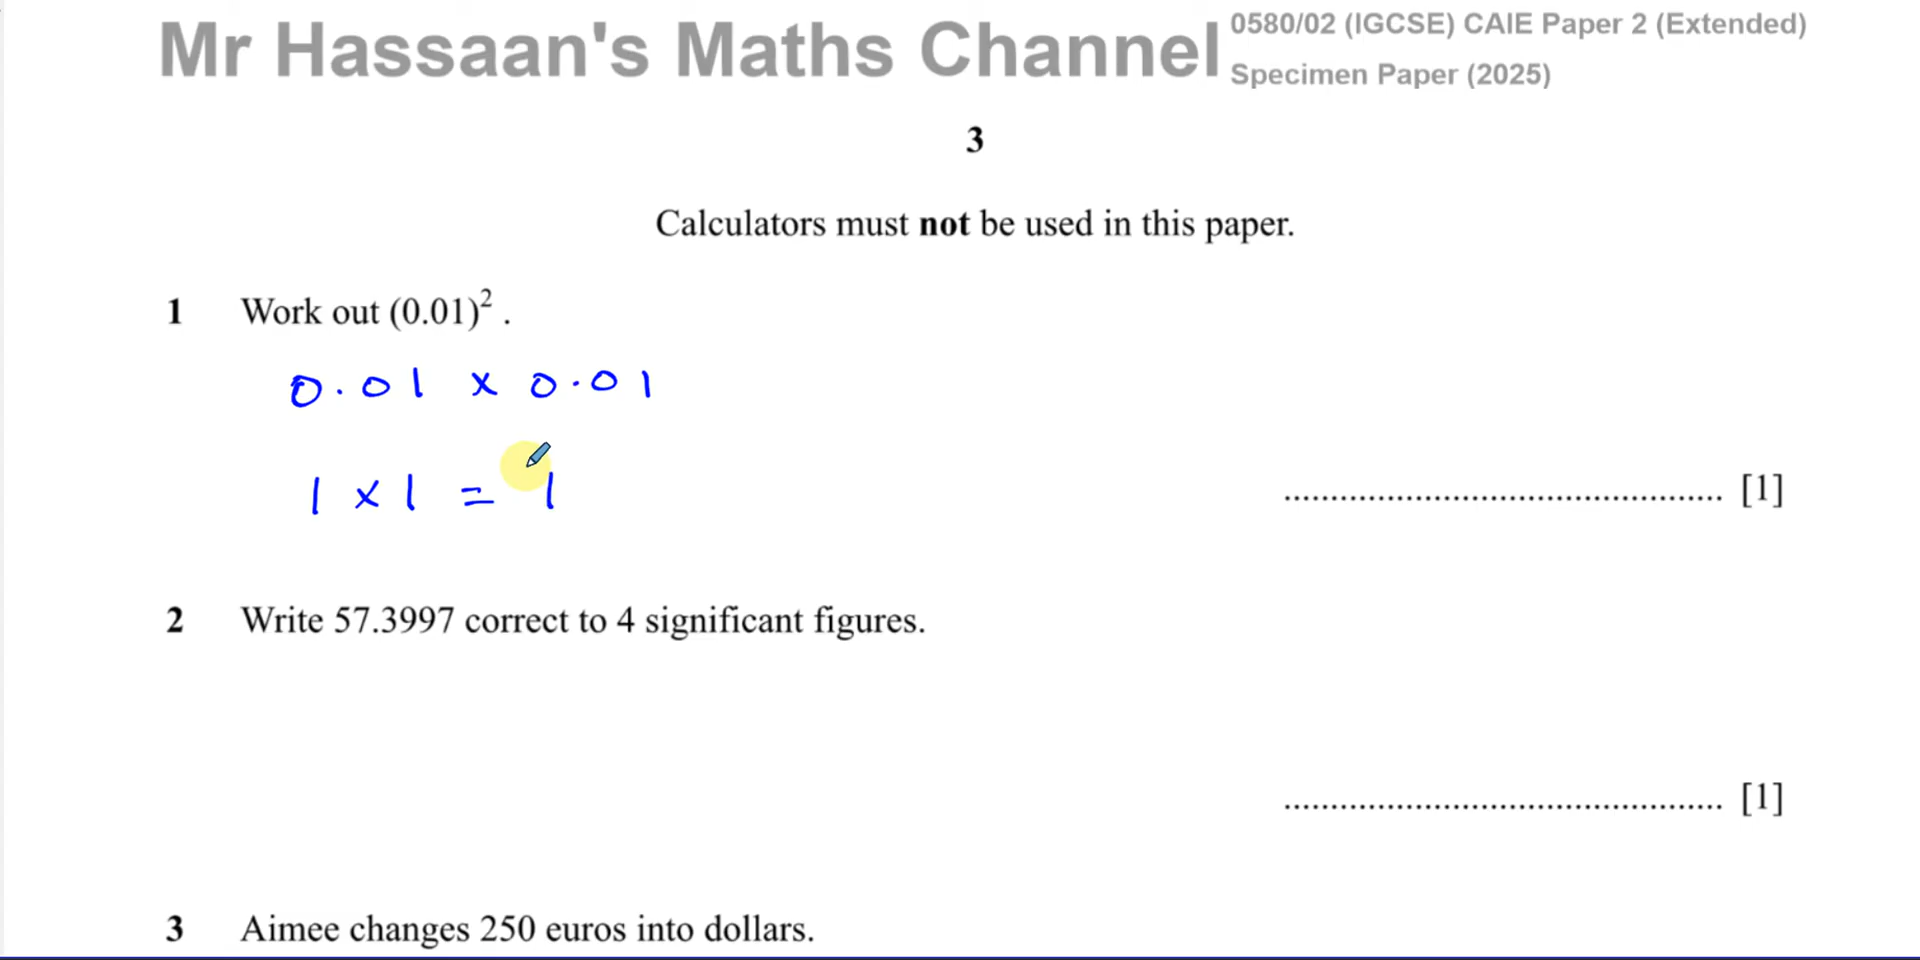 Mr Hassaan's Maths Channel
0580/02 (IGSCE) CAIE Paper 2 (Extended)
Specimen Paper (2025)
3
Calculators must not be used in this paper.
1 Work out (0.01)² .
0.01 × 0.01
1 × 1 = 1
.............................................. [1]
2 Write 57.3997 correct to 4 significant figures.
.............................................. [1]
3 Aimee changes 250 euros into dollars.